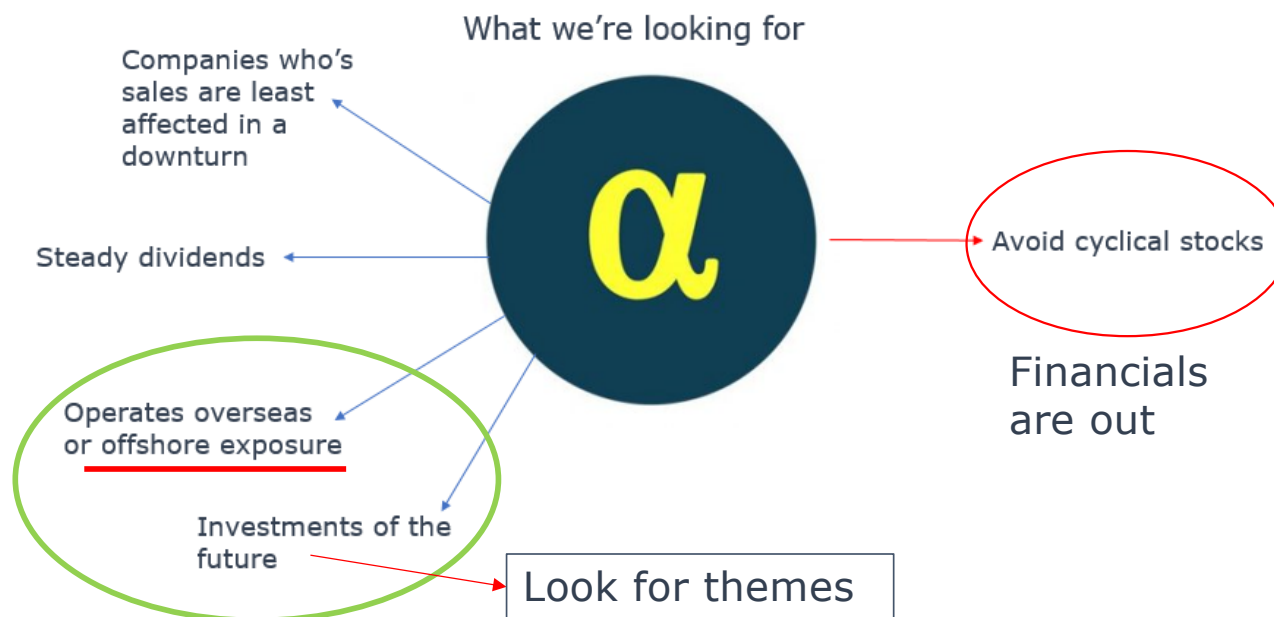 What we're looking for
Companies who's
sales are least
affected in a
downturn
α
Steady dividends
Avoid cyclical stocks
Financials
are out
Operates overseas
or offshore exposure
Investments of the
future
Look for themes